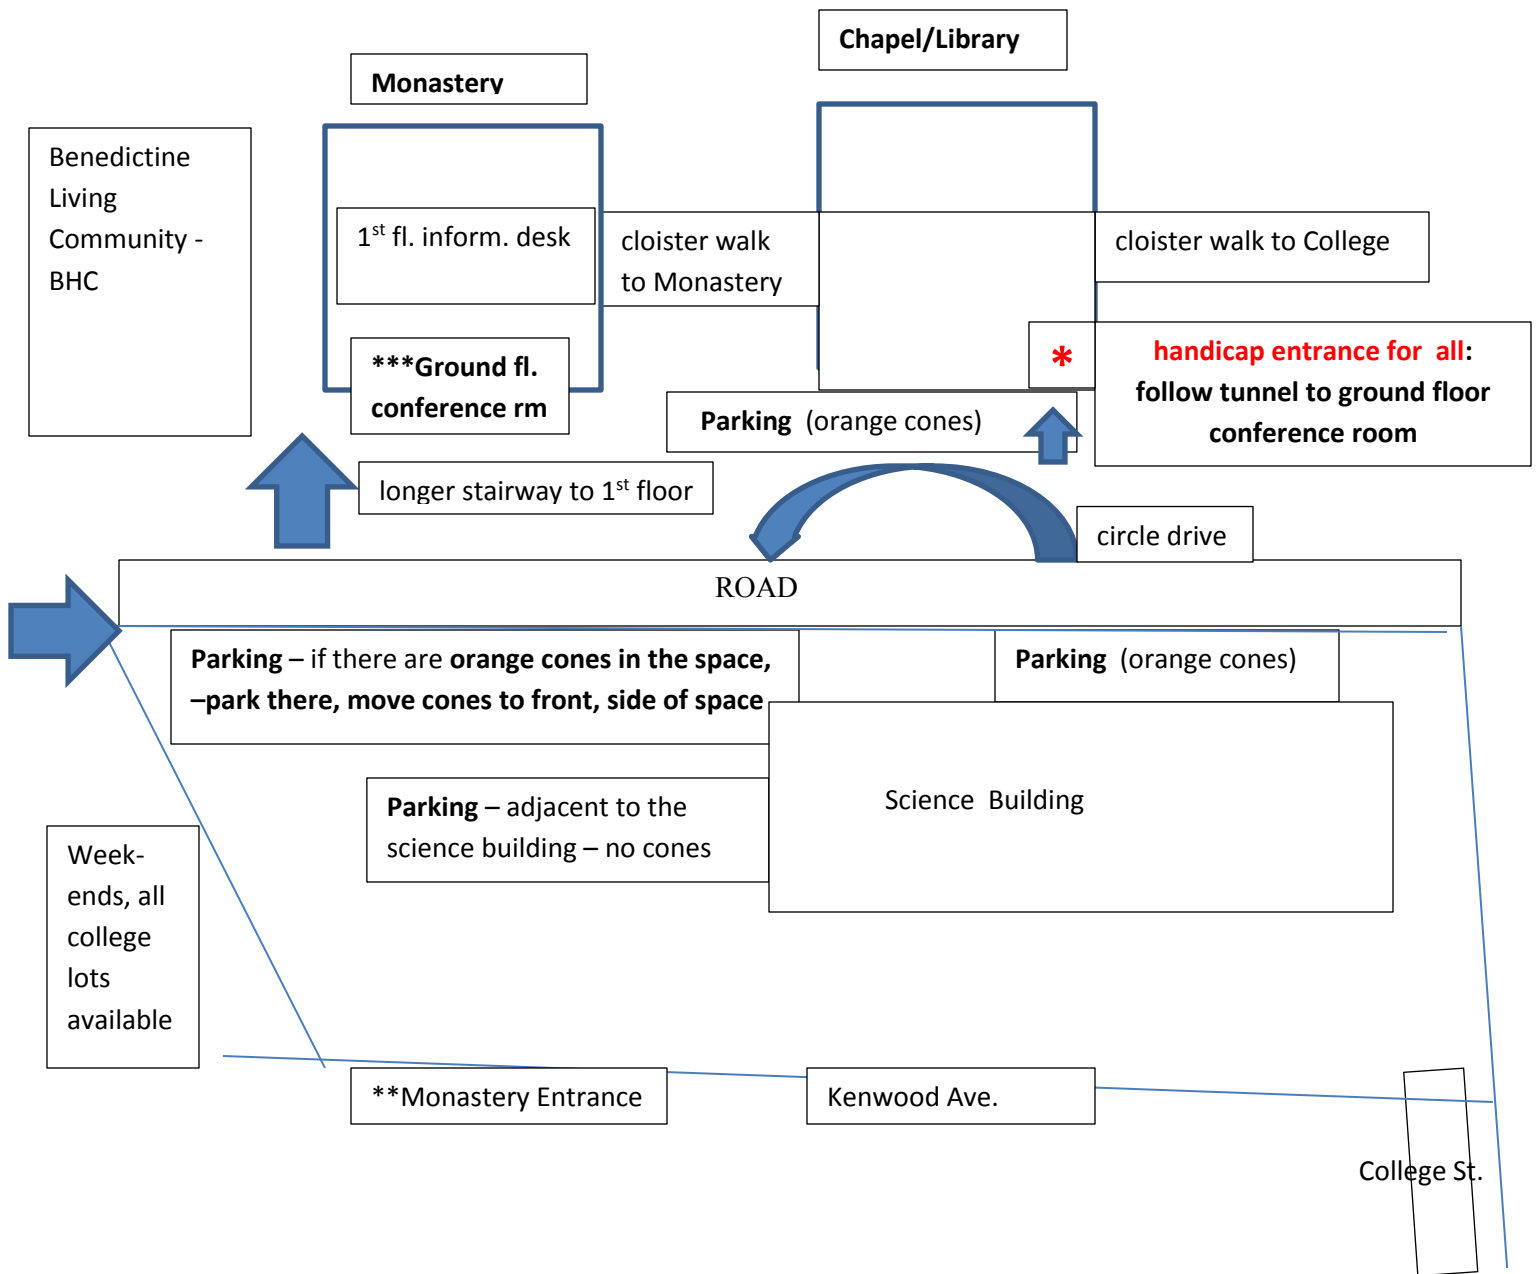 Chapel/Library
Monastery
Benedictine
Living
Community -
BHC
1st fl. inform. desk
cloister walk
to Monastery
cloister walk to College
***Ground fl.
conference rm
*
handicap entrance for  all:
follow tunnel to ground floor
conference room
Parking  (orange cones)
longer stairway to 1st floor
circle drive
ROAD
Parking – if there are orange cones in the space,
–park there, move cones to front, side of space
Parking  (orange cones)
Parking – adjacent to the
science building – no cones
Science  Building
Week-
ends, all
college
lots
available
**Monastery Entrance
Kenwood Ave.
College St.